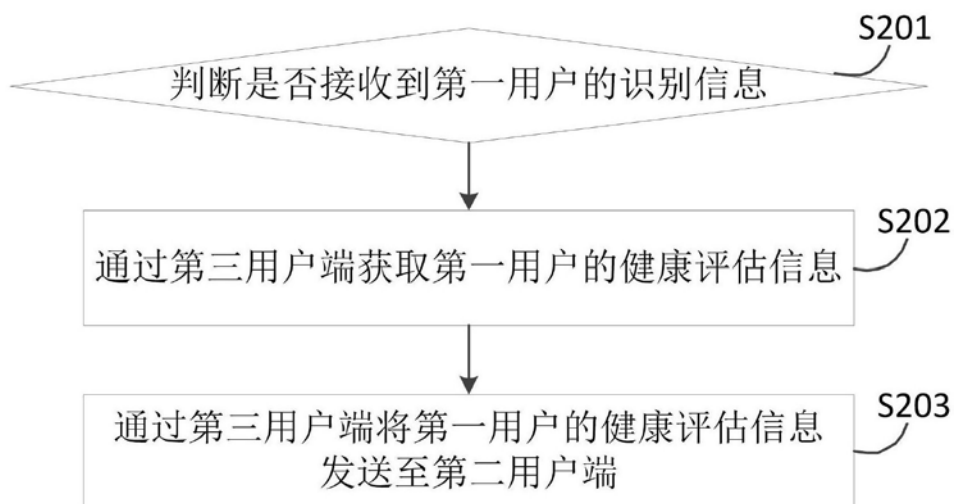 S201
判断是否接收到第一用户的识别信息
S202
通过第三用户端获取第一用户的健康评估信息
S203
通过第三用户端将第一用户的健康评估信息
发送至第二用户端